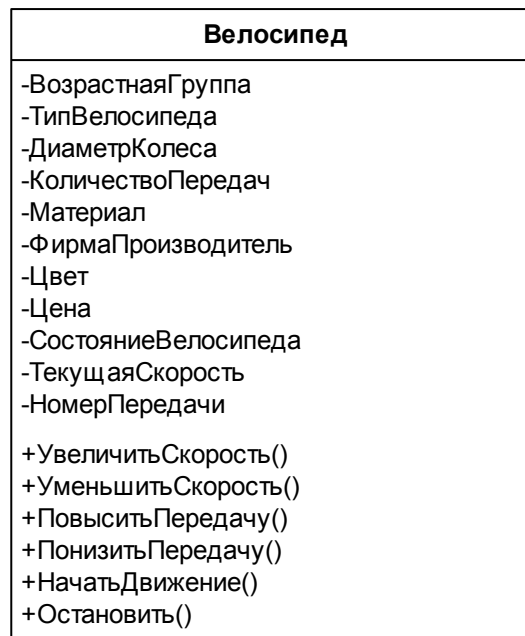 Велосипед
-ВозрастнаяГруппа
-ТипВелосипеда
-ДиаметрКолеса
-КоличествоПередач
-Материал
-ФирмаПроизводитель
-Цвет
-Цена
-СостояниеВелосипеда
-ТекущаяСкорость
-НомерПередачи
+УвеличитьСкорость()
+УменьшитьСкорость()
+ПовыситьПередачу()
+ПонизитьПередачу()
+НачатьДвижение()
+Остановить()